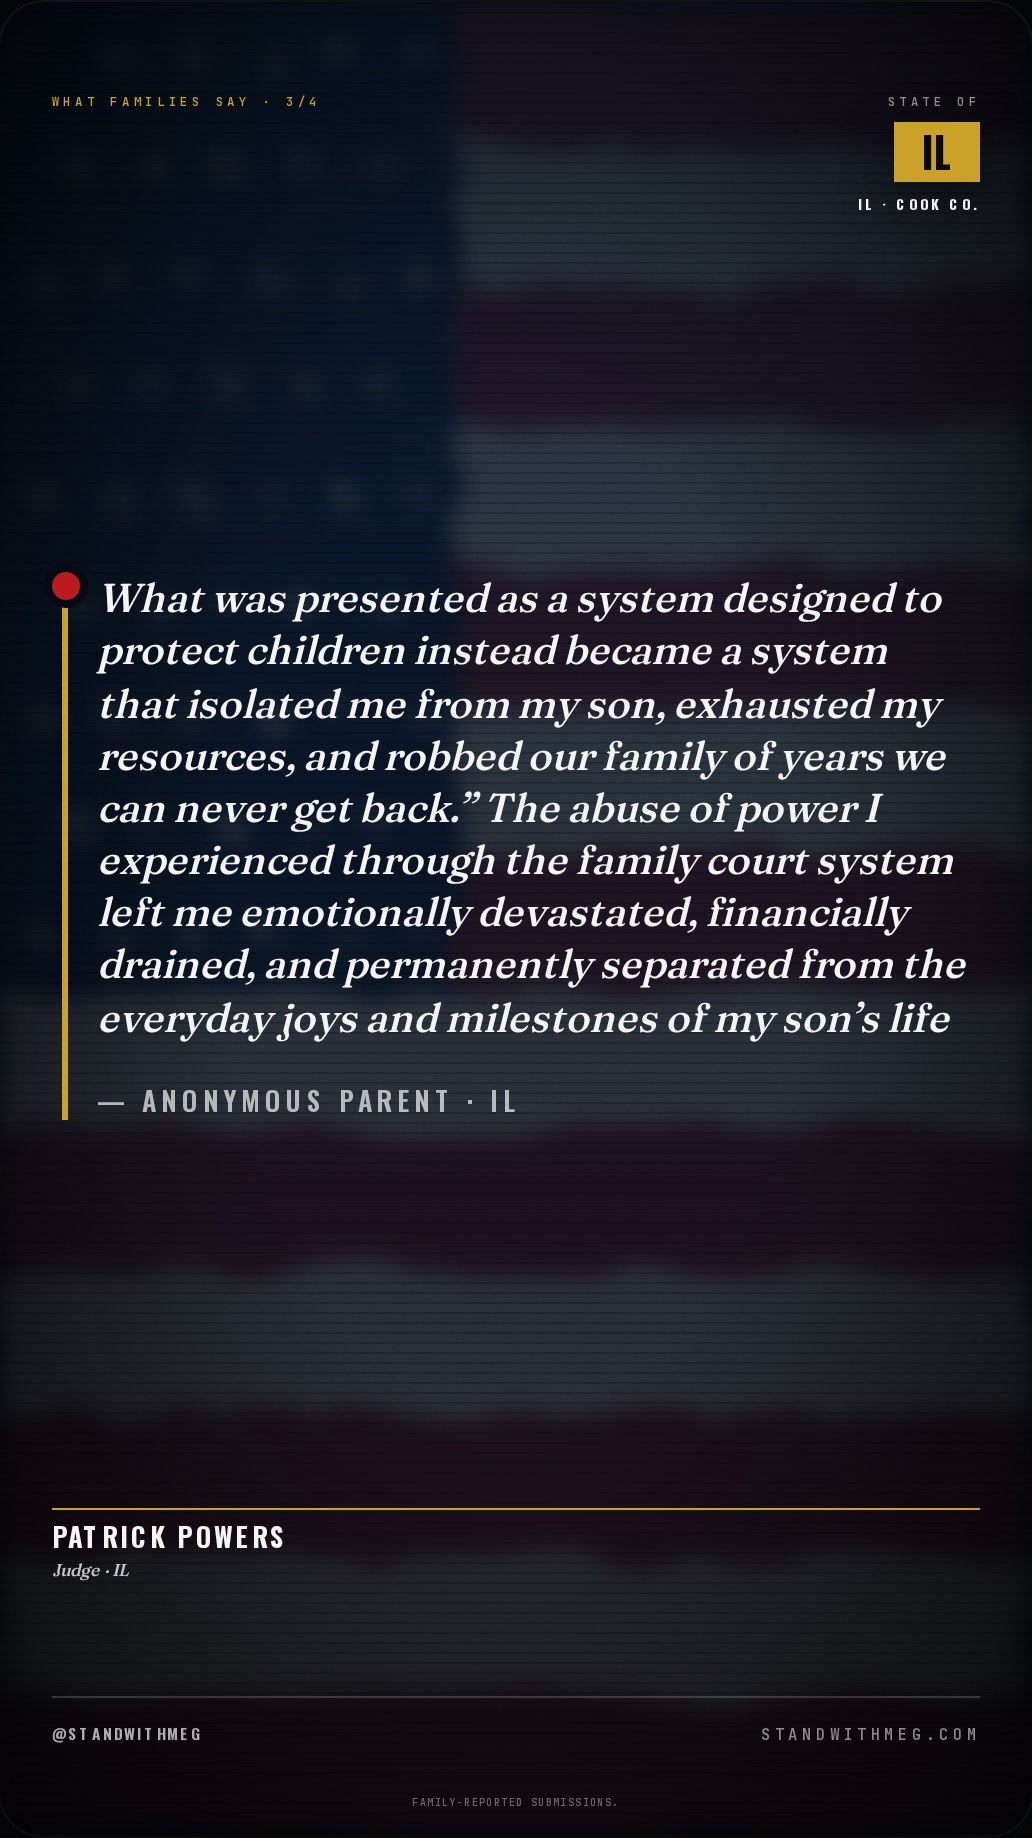 WHAT FAMILIES SAY · 3/4
STATE OF
IL
IL · COOK CO.
What was presented as a system designed to
protect children instead became a system
that isolated me from my son, exhausted my
resources, and robbed our family of years we
can never get back.” The abuse of power I
experienced through the family court system
left me emotionally devastated, financially
drained, and permanently separated from the
everyday joys and milestones of my son’s life
— ANONYMOUS PARENT · IL
PATRICK POWERS
Judge · IL
@STANDWITHMEG
STANDWITHMEG.COM
FAMILY-REPORTED SUBMISSIONS.